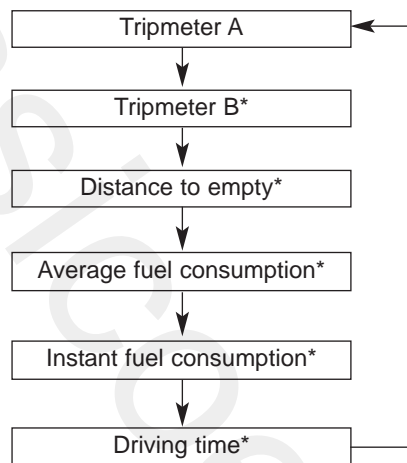 Tripmeter A
Tripmeter B*
Distance to empty*
Average fuel consumption*
Instant fuel consumption*
Driving time*